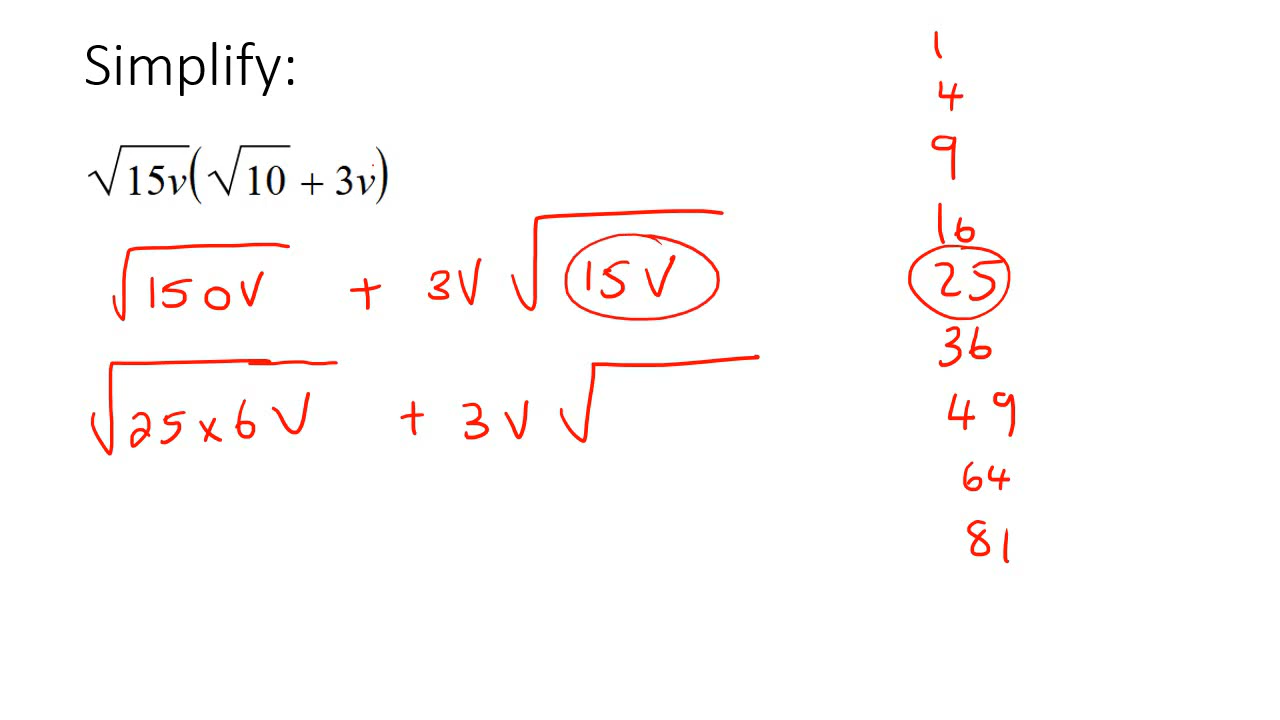 Simplify:
√15v(√10 + 3v)
√150V + 3V √15V
√25×6V + 3V √
1
4
9
16
25
36
49
64
81